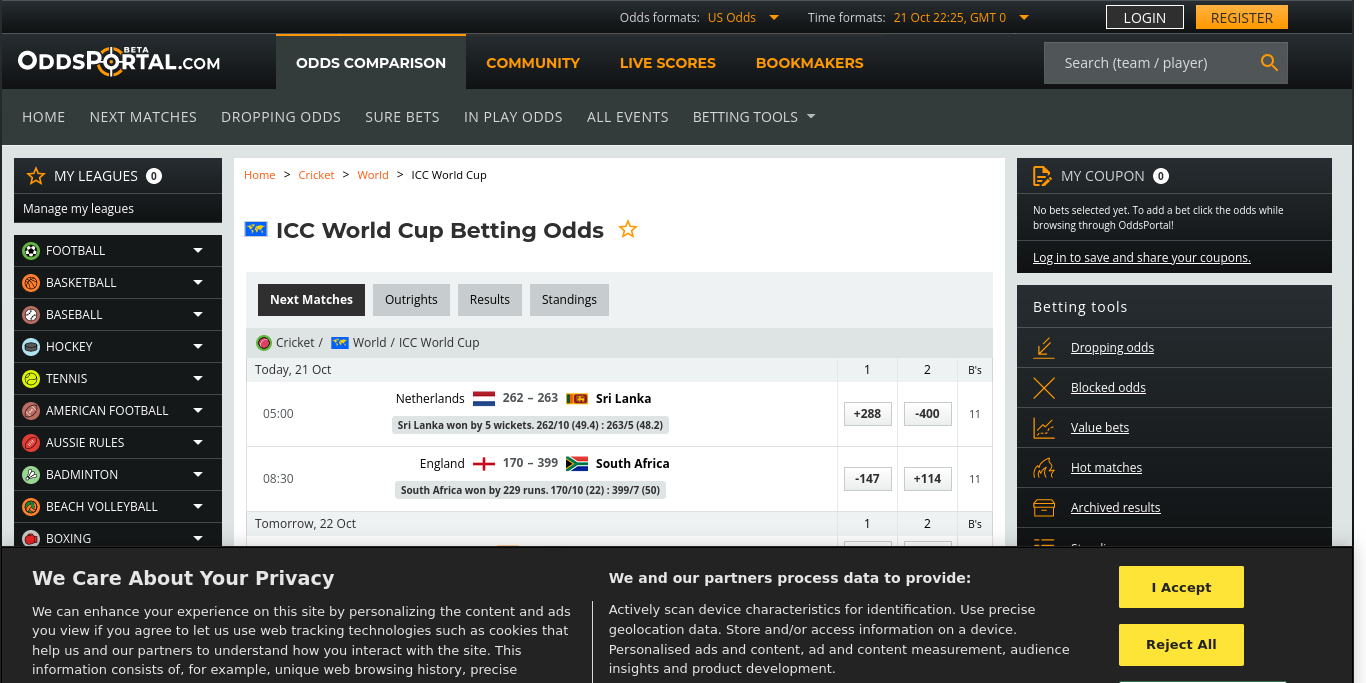 Odds formats: US Odds Time formats: 21 Oct 22:25, GMT 0 LOGIN REGISTER
ODDSPORTAL.COM BETA ODDS COMPARISON COMMUNITY LIVE SCORES BOOKMAKERS Search (team / player)
HOME NEXT MATCHES DROPPING ODDS SURE BETS IN PLAY ODDS ALL EVENTS BETTING TOOLS
MY LEAGUES 0
Manage my leagues
FOOTBALL
BASKETBALL
BASEBALL
HOCKEY
TENNIS
AMERICAN FOOTBALL
AUSSIE RULES
BADMINTON
BEACH VOLLEYBALL
BOXING
Home > Cricket > World > ICC World Cup
ICC World Cup Betting Odds
Next Matches Outrights Results Standings
Cricket / World / ICC World Cup
Today, 21 Oct 1 2 B's
Netherlands 262 – 263 Sri Lanka
05:00 +288 -400 11
Sri Lanka won by 5 wickets. 262/10 (49.4) : 263/5 (48.2)
England 170 – 399 South Africa
08:30 -147 +114 11
South Africa won by 229 runs. 170/10 (22) : 399/7 (50)
Tomorrow, 22 Oct 1 2 B's
MY COUPON 0
No bets selected yet. To add a bet click the odds while
browsing through OddsPortal!
Log in to save and share your coupons.
Betting tools
Dropping odds
Blocked odds
Value bets
Hot matches
Archived results
We Care About Your Privacy
We can enhance your experience on this site by personalizing the content and ads
you view if you agree to let us use web tracking technologies such as cookies that
help us and our partners to understand how you interact with the site. This
information consists of, for example, unique web browsing history, precise
We and our partners process data to provide:
Actively scan device characteristics for identification. Use precise
geolocation data. Store and/or access information on a device.
Personalised ads and content, ad and content measurement, audience
insights and product development.
I Accept
Reject All